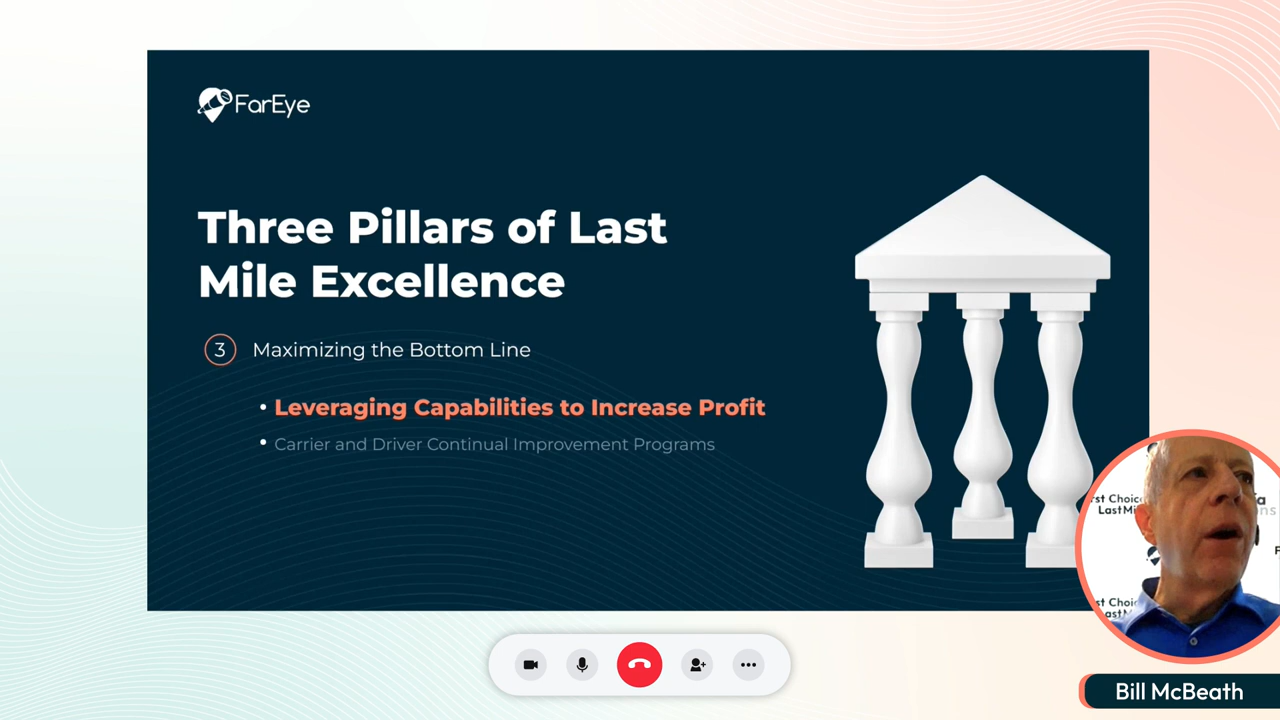 FarEye
Three Pillars of Last
Mile Excellence
3 Maximizing the Bottom Line
• Leveraging Capabilities to Increase Profit
• Carrier and Driver Continual Improvement Programs
Bill McBeath